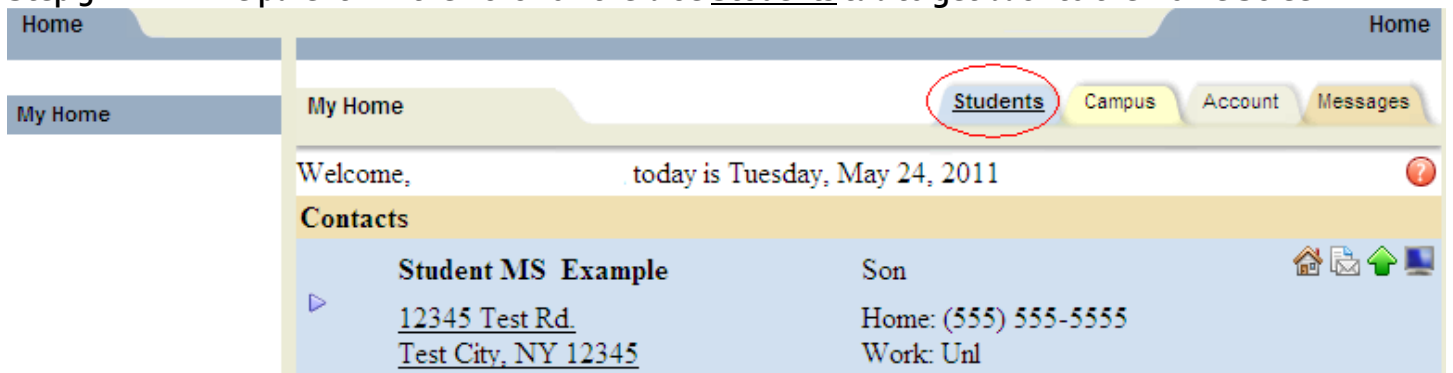 Home Home
My Home
My Home Students Campus Account Messages
Welcome, today is Tuesday, May 24, 2011
Contacts
Student MS Example Son
12345 Test Rd. Home: (555) 555-5555
Test City, NY 12345 Work: Unl